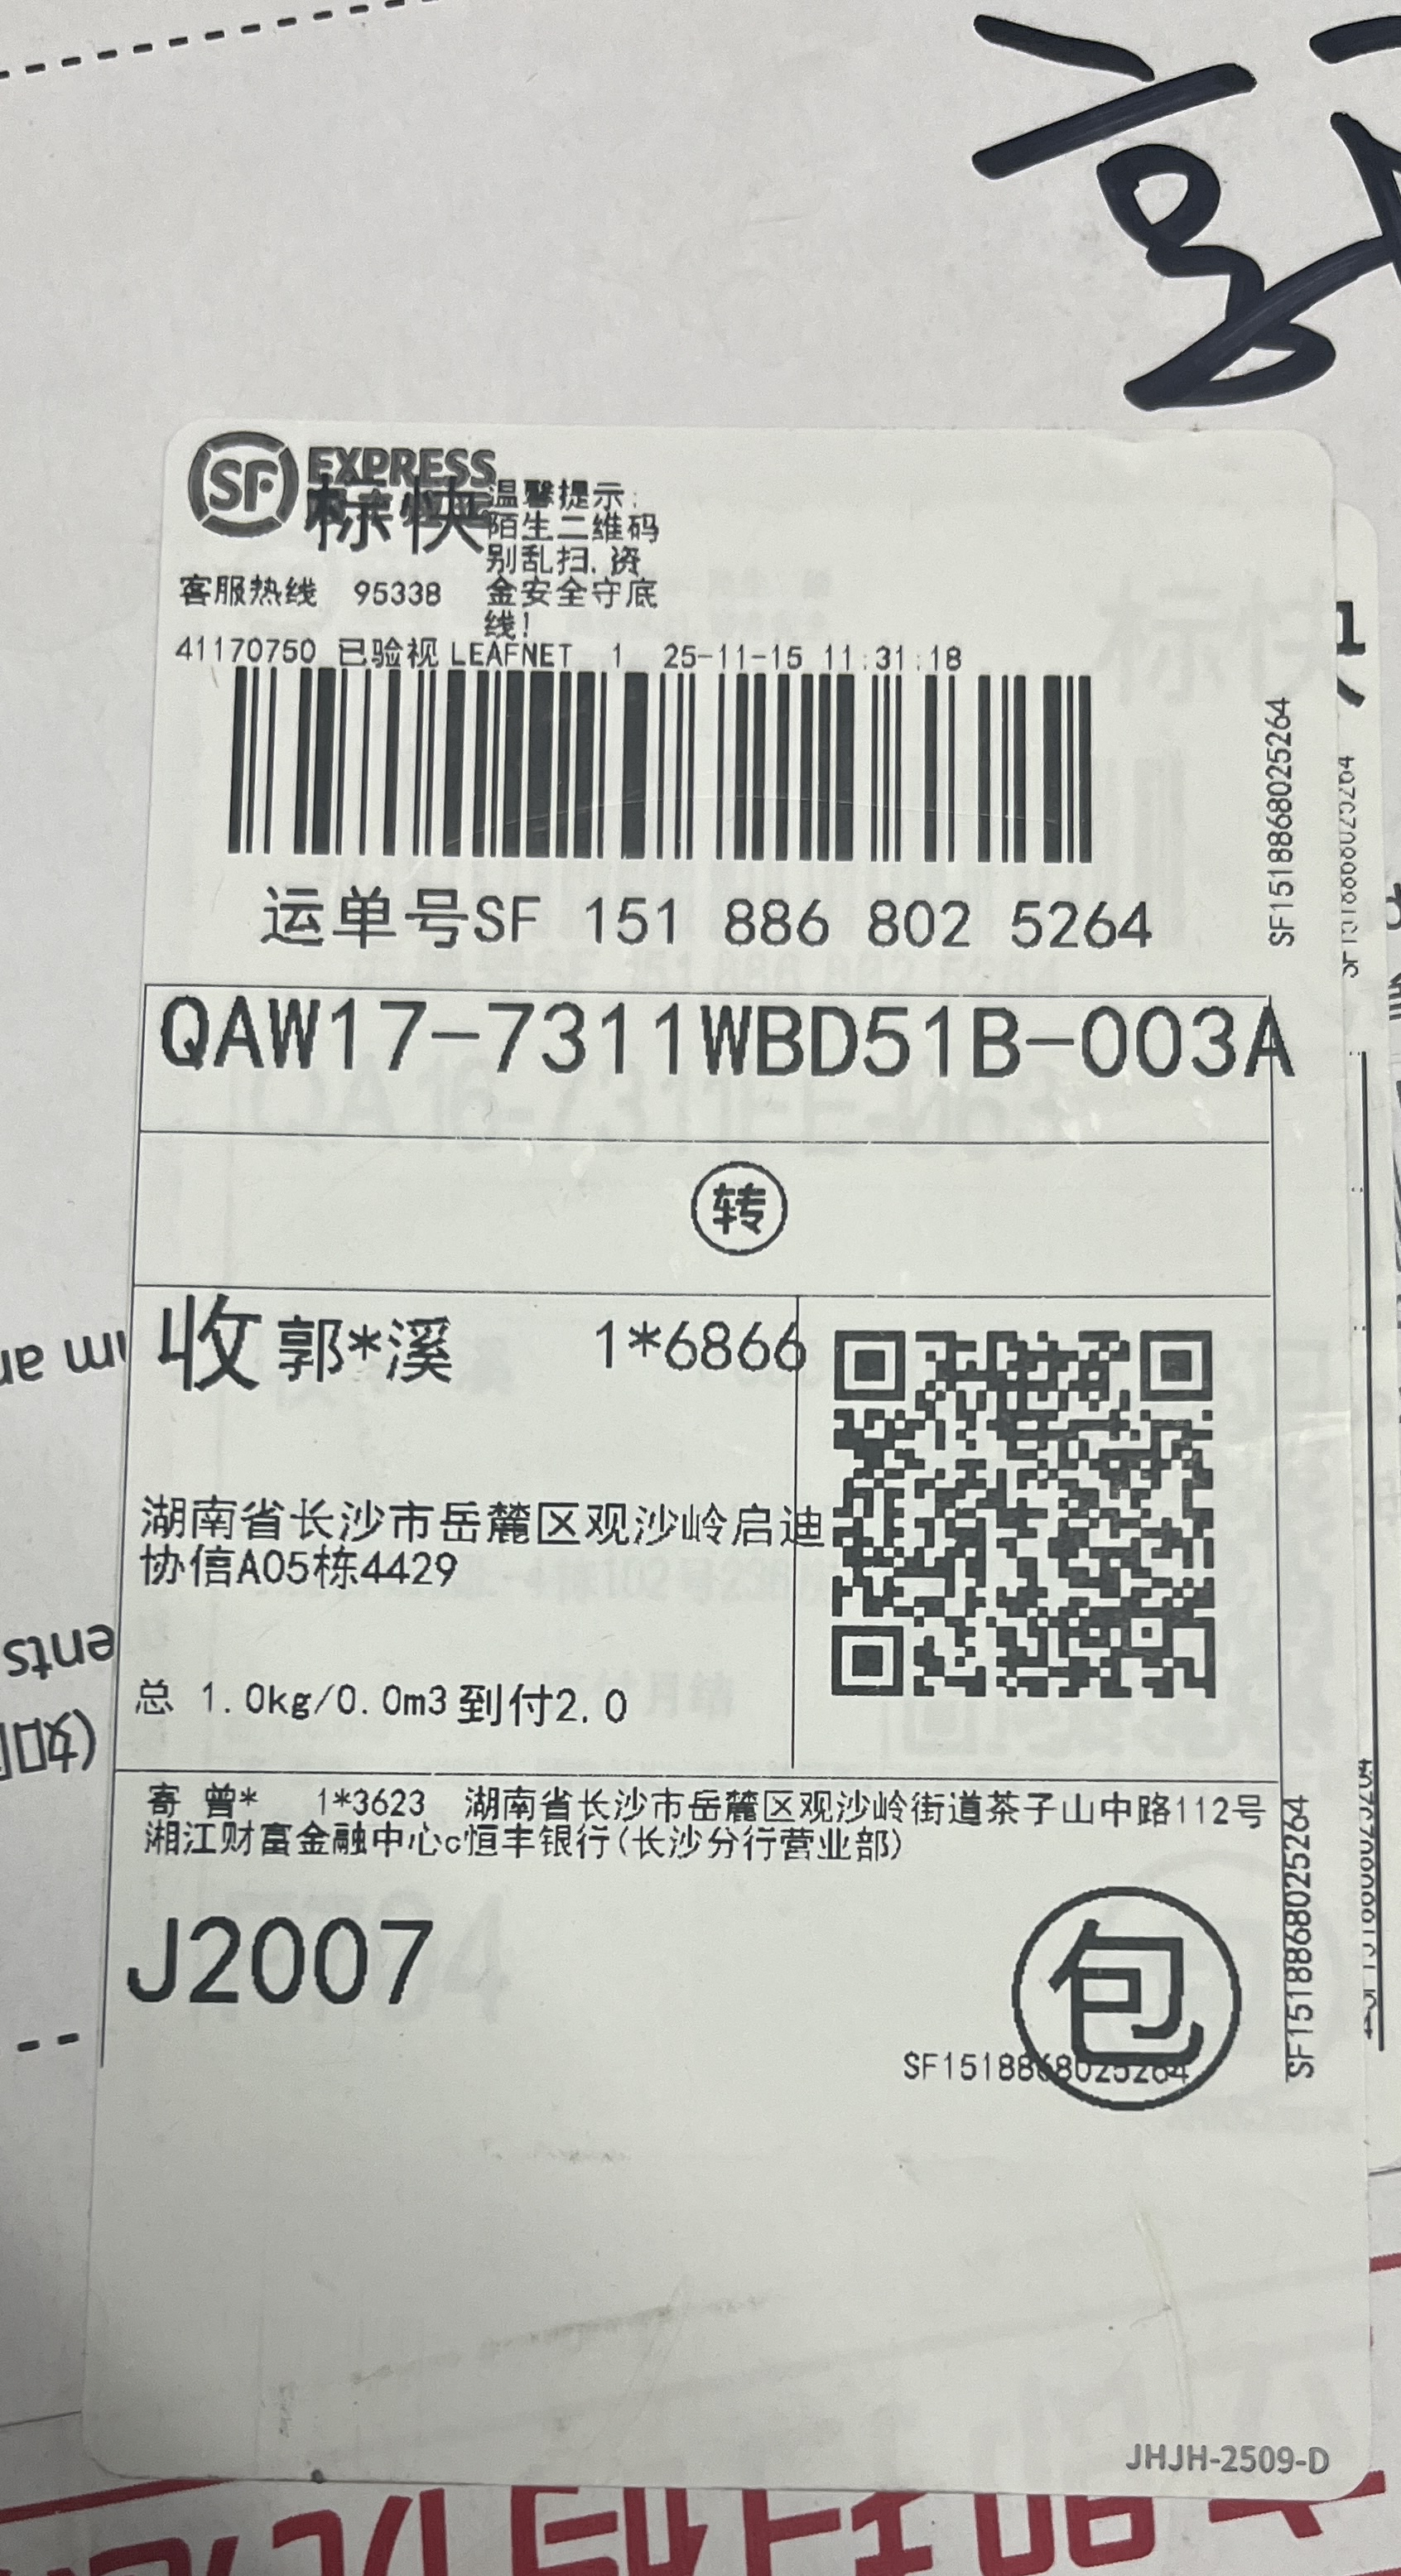 SF EXPRESS
标快
温馨提示:
陌生二维码
别乱扫,资
金安全守底
线!
客服热线 95338
41170750 已验视 LEAFNET 1 25-11-15 11:31:18
运单号SF 151 886 802 5264
SF1518868025264
QAW17-7311WBD51B-003A
转
收 郭*溪 1*6866
湖南省长沙市岳麓区观沙岭启迪
协信A05栋4429
总 1.0kg/0.0m3 到付2.0
寄 曾* 1*3623 湖南省长沙市岳麓区观沙岭街道茶子山中路112号
湘江财富金融中心c恒丰银行(长沙分行营业部)
J2007
包
SF1518868025264
SF1518868025264
JHJH-2509-D
ents